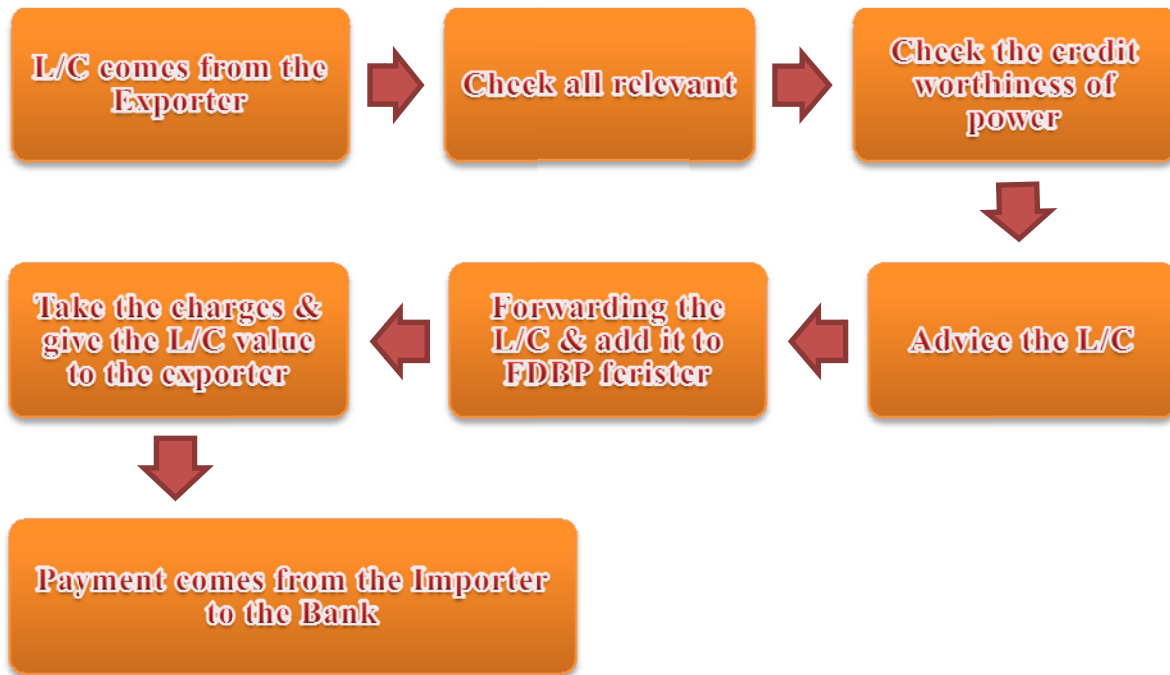 L/C comes from the
Exporter
Check all relevant
Check the credit
worthiness of
power
Advice the L/C
Forwarding the
L/C & add it to
FDBP ferister
Take the charges &
give the L/C value
to the exporter
Payment comes from the Importer
to the Bank